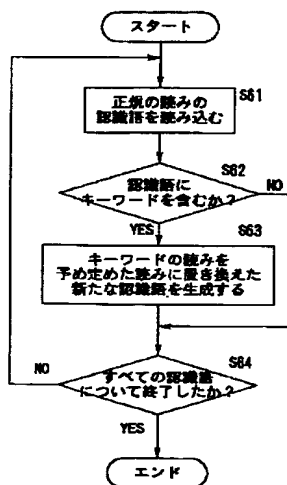 スタート
S61
正規の読みの
認識語を読み込む
S62
認識語に
キーワードを含むか?
NO
YES
S63
キーワードの読みを
予め定めた読みに置き換えた
新たな認識語を生成する
NO
S64
すべての認識語
について終了したか?
YES
エンド